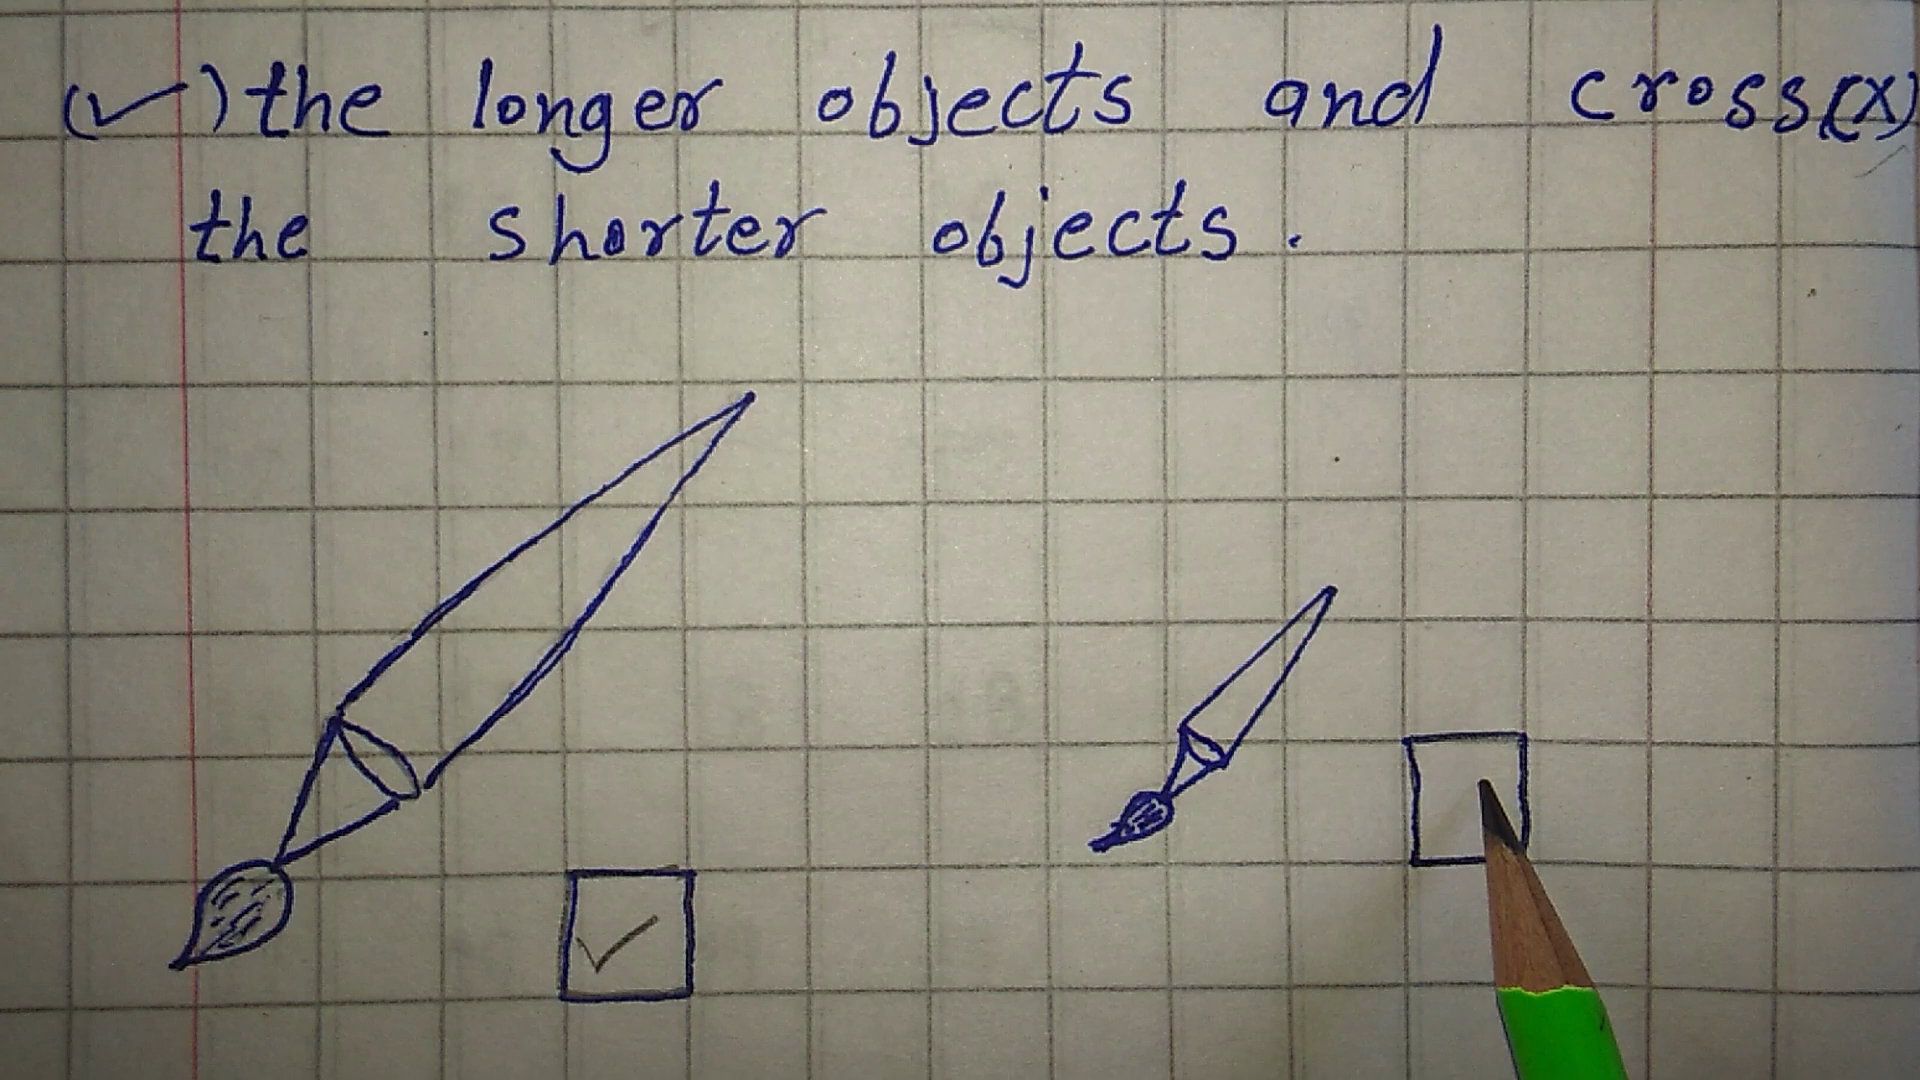 (✓) the longer objects and cross(x)
the shorter objects.